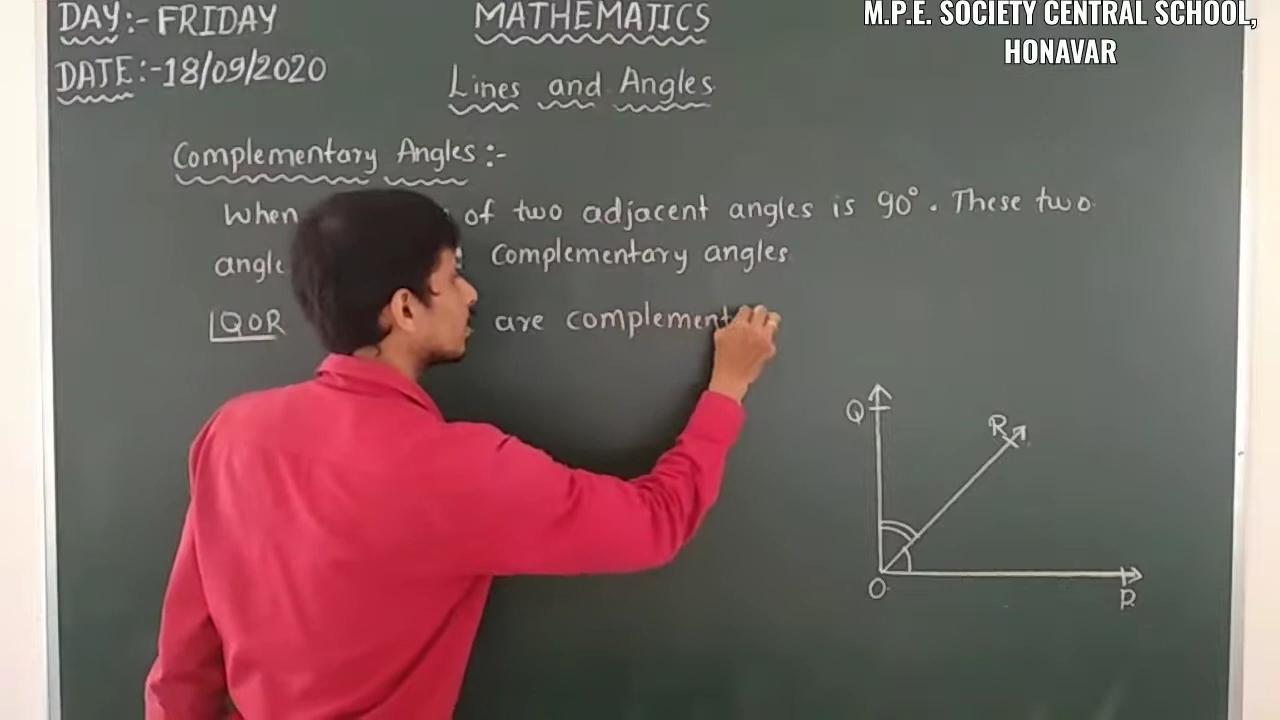 DAY:- FRIDAY
DATE:-18/09/2020
MATHEMATICS
Lines and Angles
M.P.E. SOCIETY CENTRAL SCHOOL,
HONAVAR
Complementary Angles:-
When of two adjacent angles is 90°. These two
angle Complementary angles
∠QOR are complement
Q
R
O
P